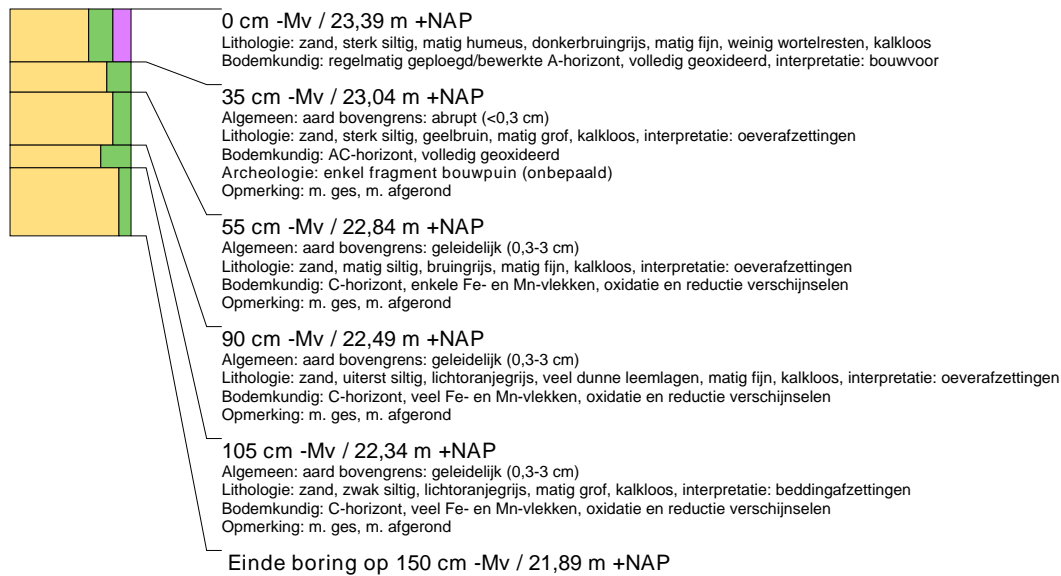 0 cm -Mv / 23,39 m +NAP
Lithologie: zand, sterk siltig, matig humeus, donkerbruingrijs, matig fijn, weinig wortelresten, kalkloos
Bodemkundig: regelmatig geploegd/bewerkte A-horizont, volledig geoxideerd, interpretatie: bouwvoor
35 cm -Mv / 23,04 m +NAP
Algemeen: aard bovengrens: abrupt (<0,3 cm)
Lithologie: zand, sterk siltig, geelbruin, matig grof, kalkloos, interpretatie: oeverafzettingen
Bodemkundig: AC-horizont, volledig geoxideerd
Archeologie: enkel fragment bouwpuin (onbepaald)
Opmerking: m. ges, m. afgerond
55 cm -Mv / 22,84 m +NAP
Algemeen: aard bovengrens: geleidelijk (0,3-3 cm)
Lithologie: zand, matig siltig, bruingrijs, matig fijn, kalkloos, interpretatie: oeverafzettingen
Bodemkundig: C-horizont, enkele Fe- en Mn-vlekken, oxidatie en reductie verschijnselen
Opmerking: m. ges, m. afgerond
90 cm -Mv / 22,49 m +NAP
Algemeen: aard bovengrens: geleidelijk (0,3-3 cm)
Lithologie: zand, uiterst siltig, lichtoranjegrijs, veel dunne leemlagen, matig fijn, kalkloos, interpretatie: oeverafzettingen
Bodemkundig: C-horizont, veel Fe- en Mn-vlekken, oxidatie en reductie verschijnselen
Opmerking: m. ges, m. afgerond
105 cm -Mv / 22,34 m +NAP
Algemeen: aard bovengrens: geleidelijk (0,3-3 cm)
Lithologie: zand, zwak siltig, lichtoranjegrijs, matig grof, kalkloos, interpretatie: beddingafzettingen
Bodemkundig: C-horizont, veel Fe- en Mn-vlekken, oxidatie en reductie verschijnselen
Opmerking: m. ges, m. afgerond
Einde boring op 150 cm -Mv / 21,89 m +NAP